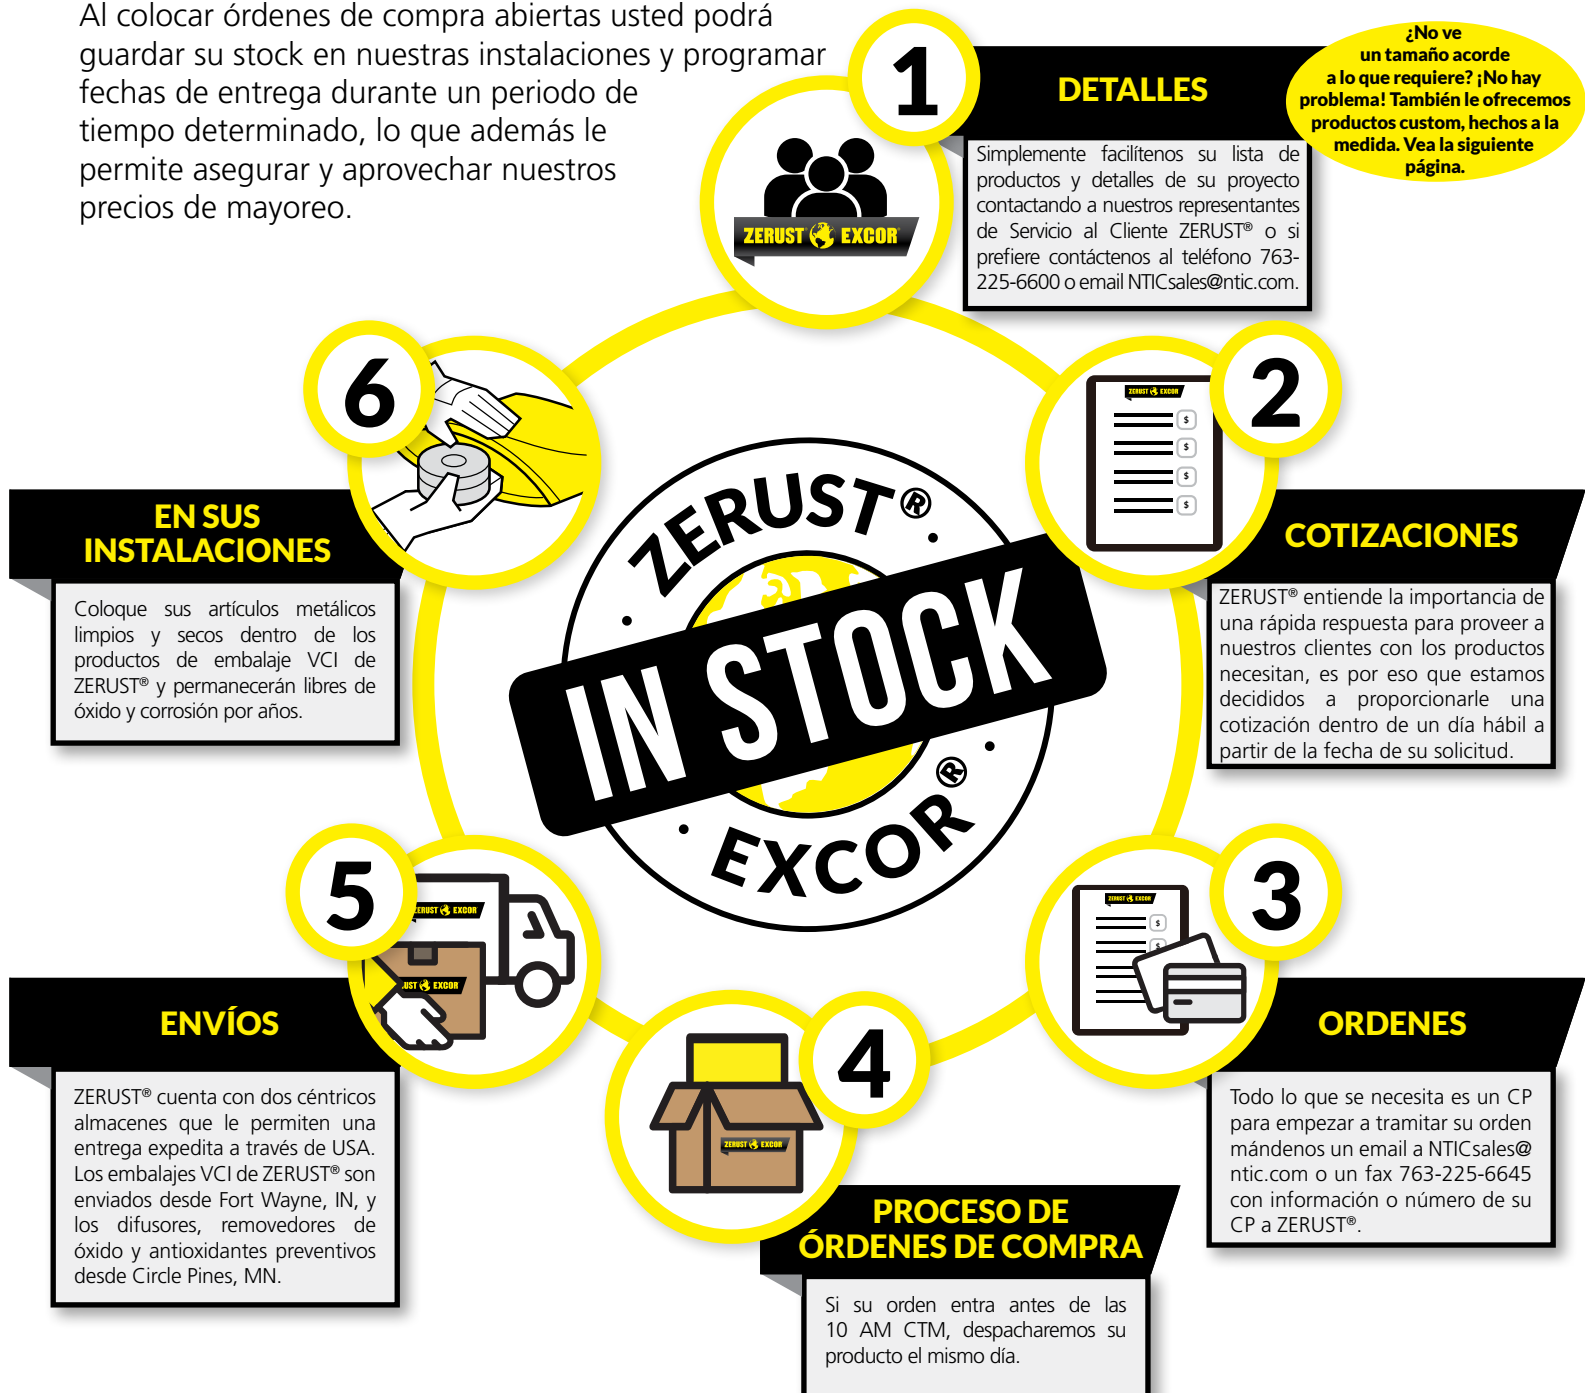 Al colocar órdenes de compra abiertas usted podrá
guardar su stock en nuestras instalaciones y programar
fechas de entrega durante un periodo de
tiempo determinado, lo que además le
permite asegurar y aprovechar nuestros
precios de mayoreo.
1
DETALLES
¿No ve
un tamaño acorde
a lo que requiere? ¡No hay
problema! También le ofrecemos
productos custom, hechos a la
medida. Vea la siguiente
página.
Simplemente facilítenos su lista de
productos y detalles de su proyecto
contactando a nuestros representantes
de Servicio al Cliente ZERUST® o si
prefiere contáctenos al teléfono 763-
225-6600 o email NTICsales@ntic.com.
ZERUST EXCOR
2
ZERUST EXCOR
$
$
$
$
COTIZACIONES
ZERUST® entiende la importancia de
una rápida respuesta para proveer a
nuestros clientes con los productos
necesitan, es por eso que estamos
decididos a proporcionarle una
cotización dentro de un día hábil a
partir de la fecha de su solicitud.
ZERUST®
IN STOCK
EXCOR®
3
ZERUST EXCOR
$
$
ORDENES
Todo lo que se necesita es un CP
para empezar a tramitar su orden
mándenos un email a NTICsales@
ntic.com o un fax 763-225-6645
con información o número de su
CP a ZERUST®.
4
ZERUST EXCOR
PROCESO DE
ÓRDENES DE COMPRA
Si su orden entra antes de las
10 AM CTM, despacharemos su
producto el mismo día.
5
ZERUST EXCOR
UST EXCOR
ENVÍOS
ZERUST® cuenta con dos céntricos
almacenes que le permiten una
entrega expedita a través de USA.
Los embalajes VCI de ZERUST® son
enviados desde Fort Wayne, IN, y
los difusores, removedores de
óxido y antioxidantes preventivos
desde Circle Pines, MN.
6
EN SUS
INSTALACIONES
Coloque sus artículos metálicos
limpios y secos dentro de los
productos de embalaje VCI de
ZERUST® y permanecerán libres de
óxido y corrosión por años.